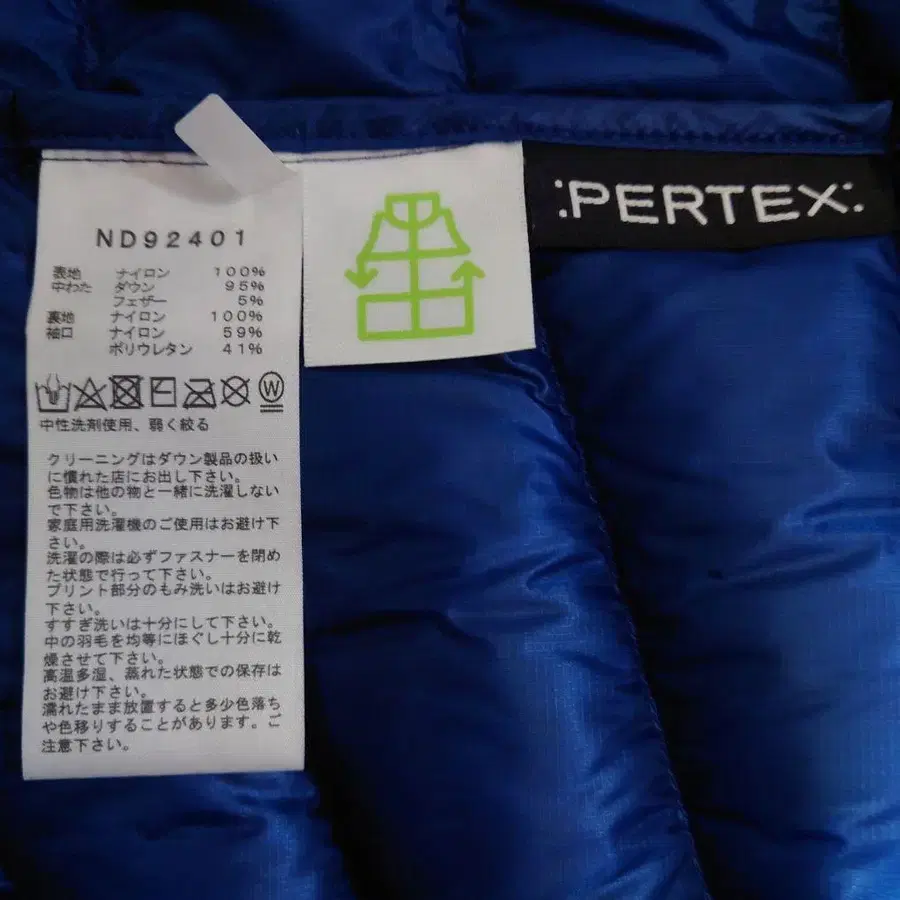 ND92401
表地 ナイロン 100%
中わた ダウン 95%
フェザー 5%
裏地 ナイロン 100%
袖口 ナイロン 59%
ポリウレタン 41%
W
中性洗剤使用、弱く絞る
クリーニングはダウン製品の扱い
に慣れた店にお出し下さい。
色物は他の物と一緒に洗濯しない
で下さい。
家庭用洗濯機のご使用はお避け下
さい。
洗濯の際は必ずファスナーを閉め
た状態で行って下さい。
プリント部分のもみ洗いはお避け
下さい。
すすぎ洗いは十分にして下さい。
中の羽毛を均等にほぐし十分に乾
燥させて下さい。
高温多湿、蒸れた状態での保存は
お避け下さい。
濡れたまま放置すると多少色落ち
や色移りすることがあります。ご
注意下さい。
:PERTEX: